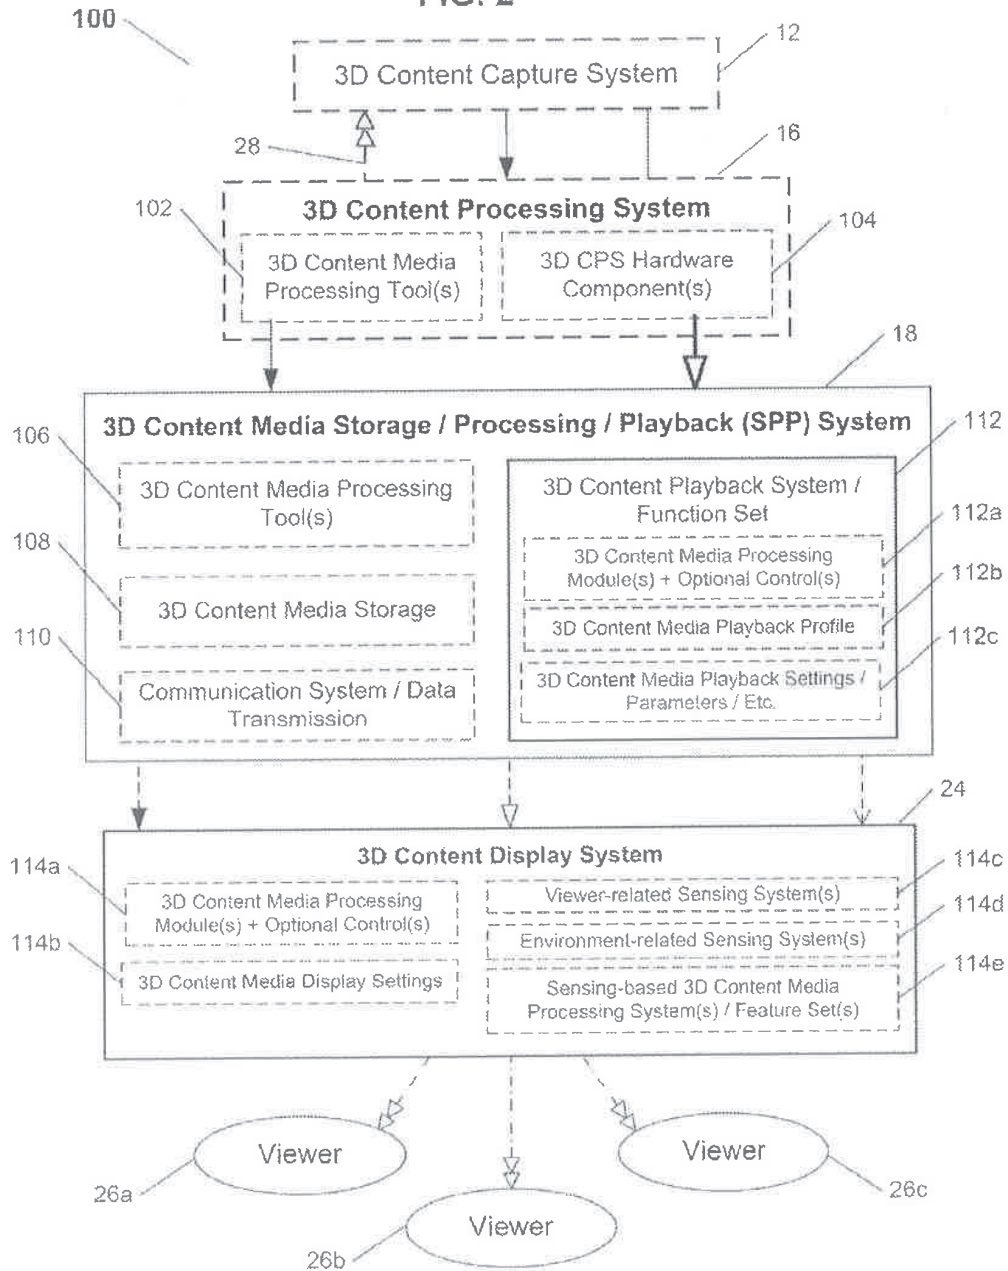 FIG. 2
100
12
3D Content Capture System
28
16
102
3D Content Processing System
104
3D Content Media
Processing Tool(s)
3D CPS Hardware
Component(s)
18
3D Content Media Storage / Processing / Playback (SPP) System
106
112
3D Content Media Processing
Tool(s)
3D Content Playback System /
Function Set
112a
108
3D Content Media Processing
Module(s) + Optional Control(s)
112b
3D Content Media Storage
3D Content Media Playback Profile
110
112c
Communication System / Data
Transmission
3D Content Media Playback Settings /
Parameters / Etc.
24
3D Content Display System
114a
114c
3D Content Media Processing
Module(s) + Optional Control(s)
Viewer-related Sensing System(s)
114d
114b
Environment-related Sensing System(s)
114e
3D Content Media Display Settings
Sensing-based 3D Content Media
Processing System(s) / Feature Set(s)
Viewer
Viewer
26a
26c
Viewer
26b